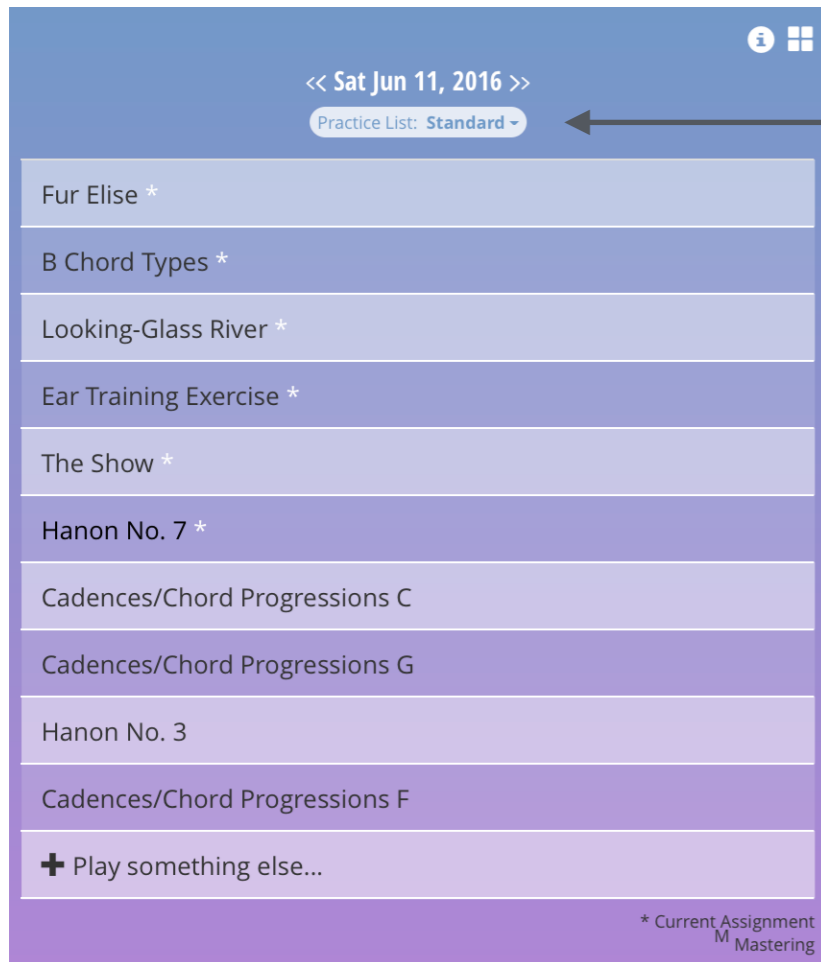 << Sat Jun 11, 2016 >>
Practice List: Standard
Fur Elise *
B Chord Types *
Looking-Glass River *
Ear Training Exercise *
The Show *
Hanon No. 7 *
Cadences/Chord Progressions C
Cadences/Chord Progressions G
Hanon No. 3
Cadences/Chord Progressions F
+ Play something else...
* Current Assignment
M Mastering